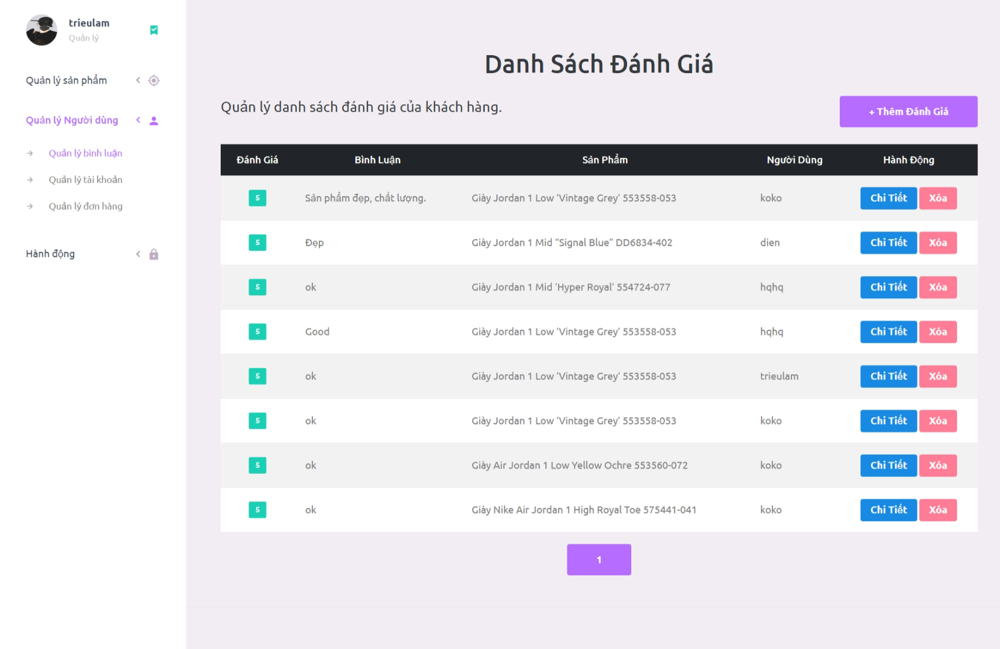 trieulam
Quản lý
Quản lý sản phẩm
Quản lý Người dùng
Quản lý bình luận
Quản lý tài khoản
Quản lý đơn hàng
Hành động
Danh Sách Đánh Giá
Quản lý danh sách đánh giá của khách hàng.
+ Thêm Đánh Giá
Đánh Giá Bình Luận Sản Phẩm Người Dùng Hành Động
5 Sản phẩm đẹp, chất lượng. Giày Jordan 1 Low ‘Vintage Grey’ 553558-053 koko Chi Tiết Xóa
5 Đẹp Giày Jordan 1 Mid “Signal Blue” DD6834-402 dien Chi Tiết Xóa
5 ok Giày Jordan 1 Mid ‘Hyper Royal’ 554724-077 hqhq Chi Tiết Xóa
5 Good Giày Jordan 1 Low ‘Vintage Grey’ 553558-053 hqhq Chi Tiết Xóa
5 ok Giày Jordan 1 Low ‘Vintage Grey’ 553558-053 trieulam Chi Tiết Xóa
5 ok Giày Jordan 1 Low ‘Vintage Grey’ 553558-053 koko Chi Tiết Xóa
5 ok Giày Air Jordan 1 Low Yellow Ochre 553560-072 koko Chi Tiết Xóa
5 ok Giày Nike Air Jordan 1 High Royal Toe 575441-041 koko Chi Tiết Xóa
1